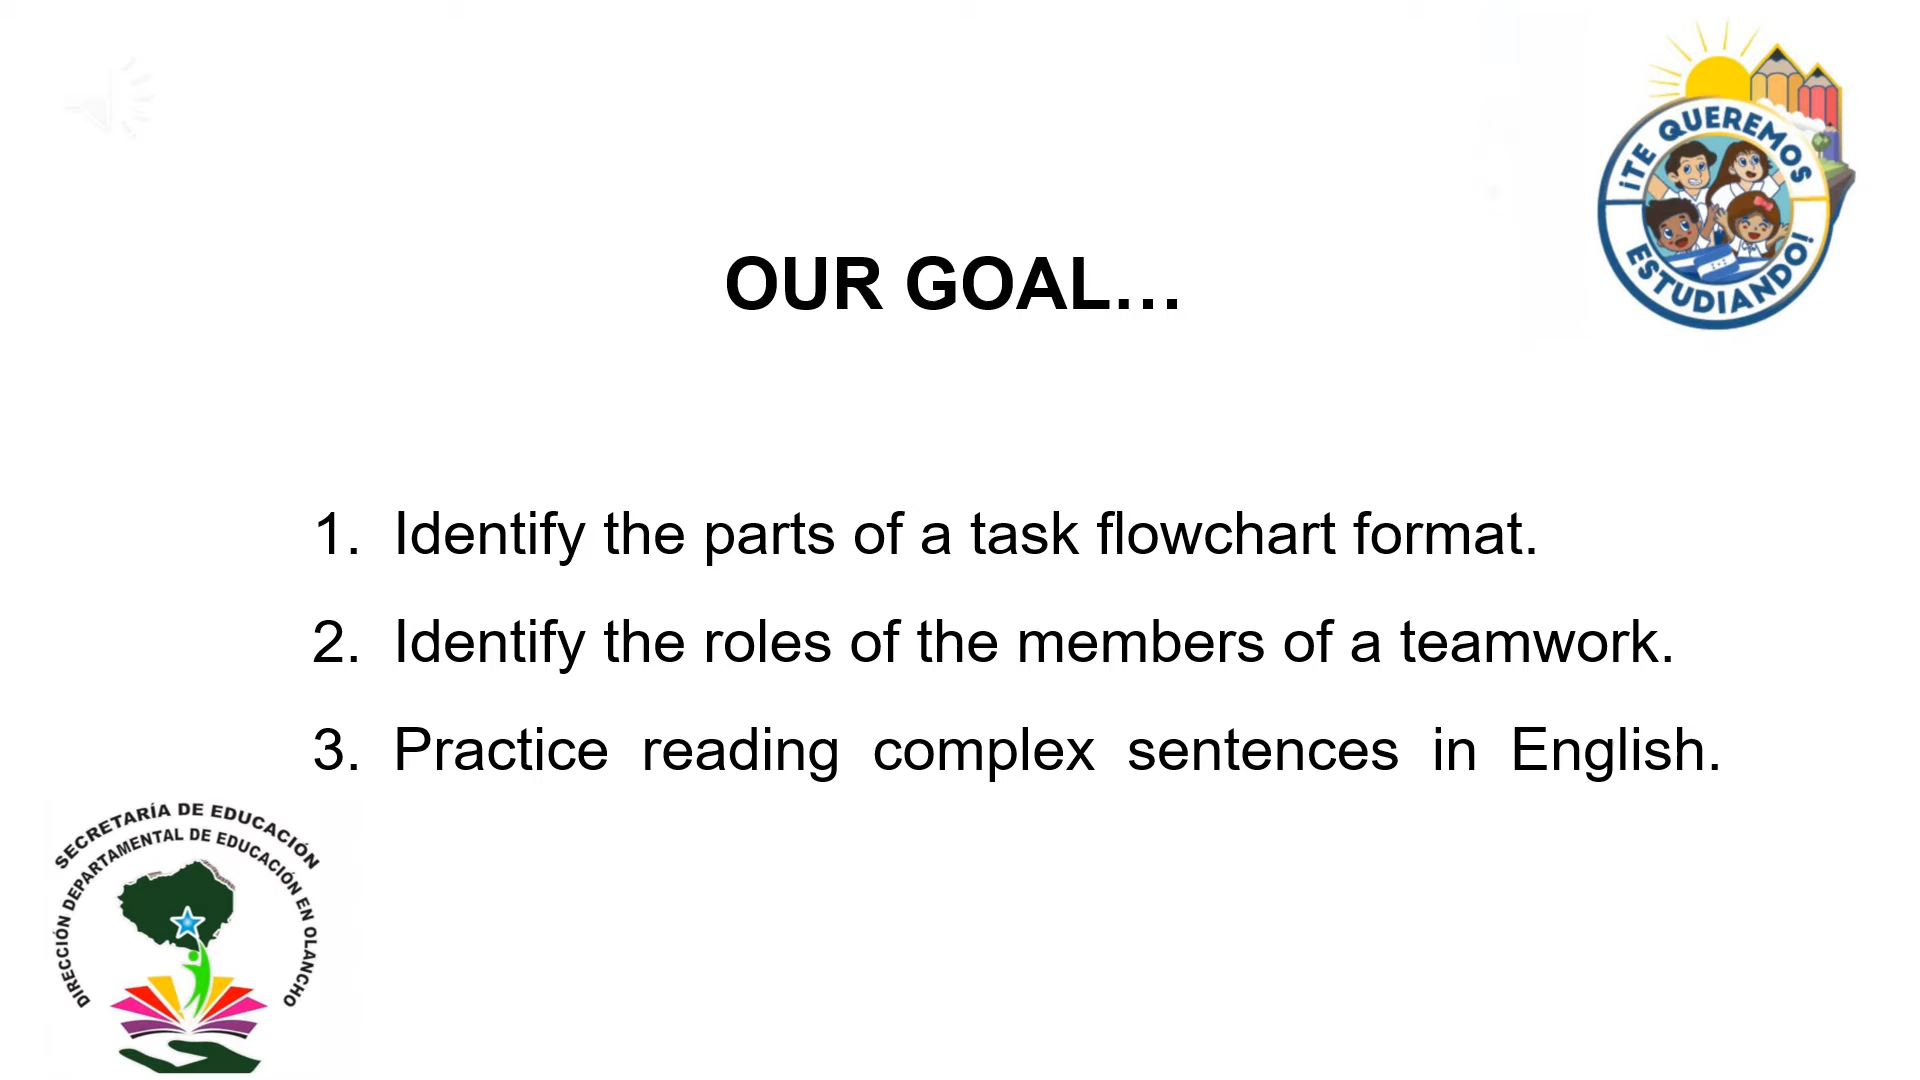 ¡TE QUEREMOS
ESTUDIANDO!
OUR GOAL…
1. Identify the parts of a task flowchart format.
2. Identify the roles of the members of a teamwork.
3. Practice reading complex sentences in English.
SECRETARÍA DE EDUCACIÓN
DIRECCIÓN DEPARTAMENTAL DE EDUCACIÓN EN OLANCHO